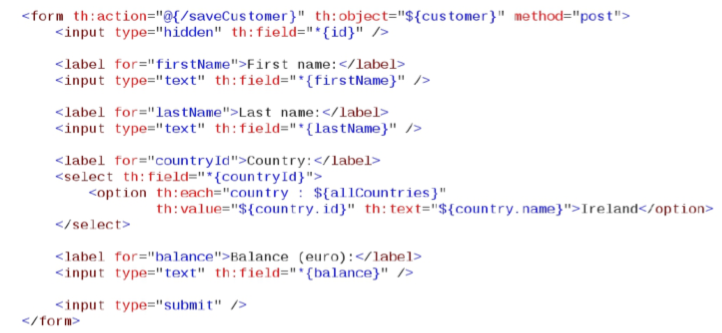 <form th:action="@{/saveCustomer}" th:object="${customer}" method="post">
<input type="hidden" th:field="*{id}" />
<label for="firstName">First name:</label>
<input type="text" th:field="*{firstName}" />
<label for="lastName">Last name:</label>
<input type="text" th:field="*{lastName}" />
<label for="countryId">Country:</label>
<select th:field="*{countryId}">
<option th:each="country : ${allCountries}"
th:value="${country.id}" th:text="${country.name}">Ireland</option>
</select>
<label for="balance">Balance (euro):</label>
<input type="text" th:field="*{balance}" />
<input type="submit" />
</form>